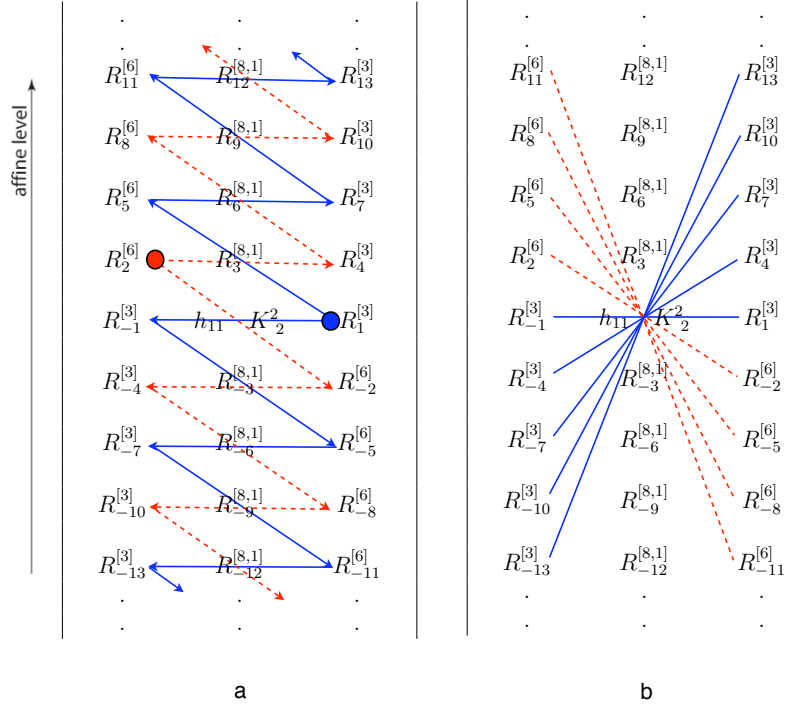 . . . . . .
. . . . . .
R_{11}^{[6]} R_{12}^{[8,1]} R_{13}^{[3]} R_{11}^{[6]} R_{12}^{[8,1]} R_{13}^{[3]}
R_{8}^{[6]} R_{9}^{[8,1]} R_{10}^{[3]} R_{8}^{[6]} R_{9}^{[8,1]} R_{10}^{[3]}
affine level
R_{5}^{[6]} R_{6}^{[8,1]} R_{7}^{[3]} R_{5}^{[6]} R_{6}^{[8,1]} R_{7}^{[3]}
R_{2}^{[6]} R_{3}^{[8,1]} R_{4}^{[3]} R_{2}^{[6]} R_{3}^{[8,1]} R_{4}^{[3]}
R_{-1}^{[3]} h_{11} K^{2}_{2} R_{1}^{[3]} R_{-1}^{[3]} h_{11} K^{2}_{2} R_{1}^{[3]}
R_{-4}^{[3]} R_{-3}^{[8,1]} R_{-2}^{[6]} R_{-4}^{[3]} R_{-3}^{[8,1]} R_{-2}^{[6]}
R_{-7}^{[3]} R_{-6}^{[8,1]} R_{-5}^{[6]} R_{-7}^{[3]} R_{-6}^{[8,1]} R_{-5}^{[6]}
R_{-10}^{[3]} R_{-9}^{[8,1]} R_{-8}^{[6]} R_{-10}^{[3]} R_{-9}^{[8,1]} R_{-8}^{[6]}
R_{-13}^{[3]} R_{-12}^{[8,1]} R_{-11}^{[6]} R_{-13}^{[3]} R_{-12}^{[8,1]} R_{-11}^{[6]}
. . . . . .
. . . . . .
a b